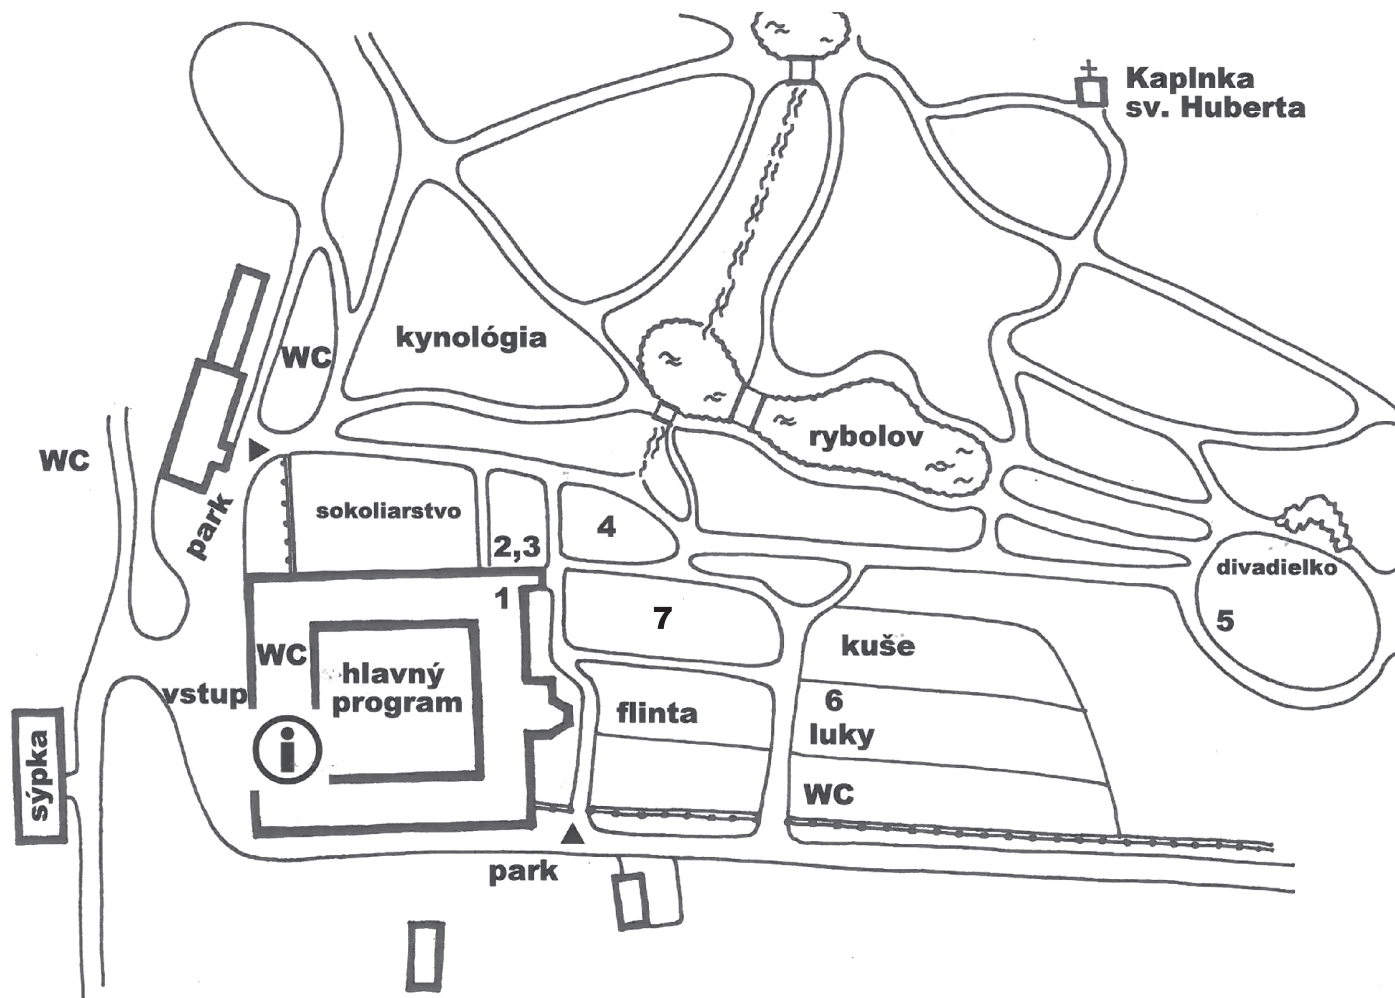 Kaplnka
sv. Huberta
kynológia
WC
rybolov
WC
sokoliarstvo
park
2,3
4
divadielko
5
1
7
kuše
WC
hlavný
program
vstup
6
luky
flinta
i
sýpka
WC
park